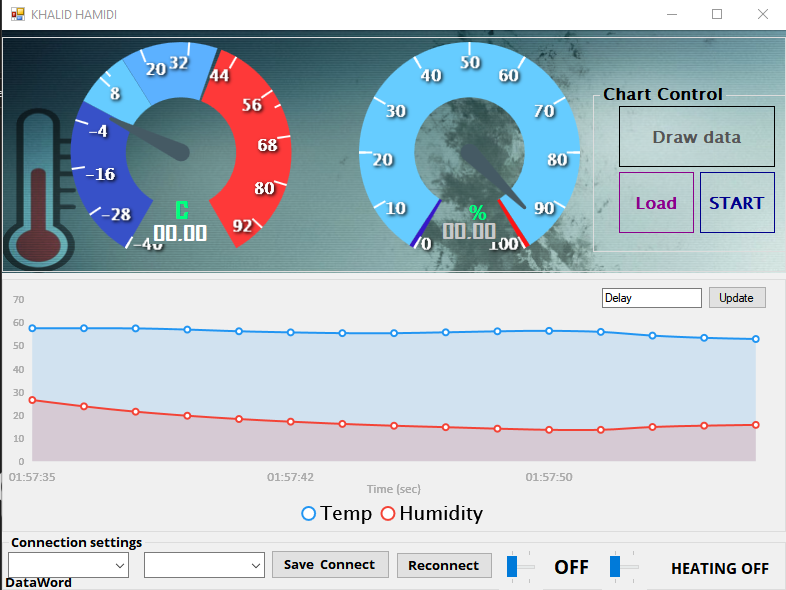 KHALID HAMIDI
-40
-28
-16
-4
8
20
32
44
56
68
80
92
C
00.00
0
10
20
30
40
50
60
70
80
90
100
%
00.00
Chart Control
Draw data
Load
START
Delay
Update
70
60
50
40
30
20
10
0
01:57:35
01:57:42
01:57:50
Time (sec)
Temp
Humidity
Connection settings
Save Connect
Reconnect
OFF
HEATING OFF
DataWord